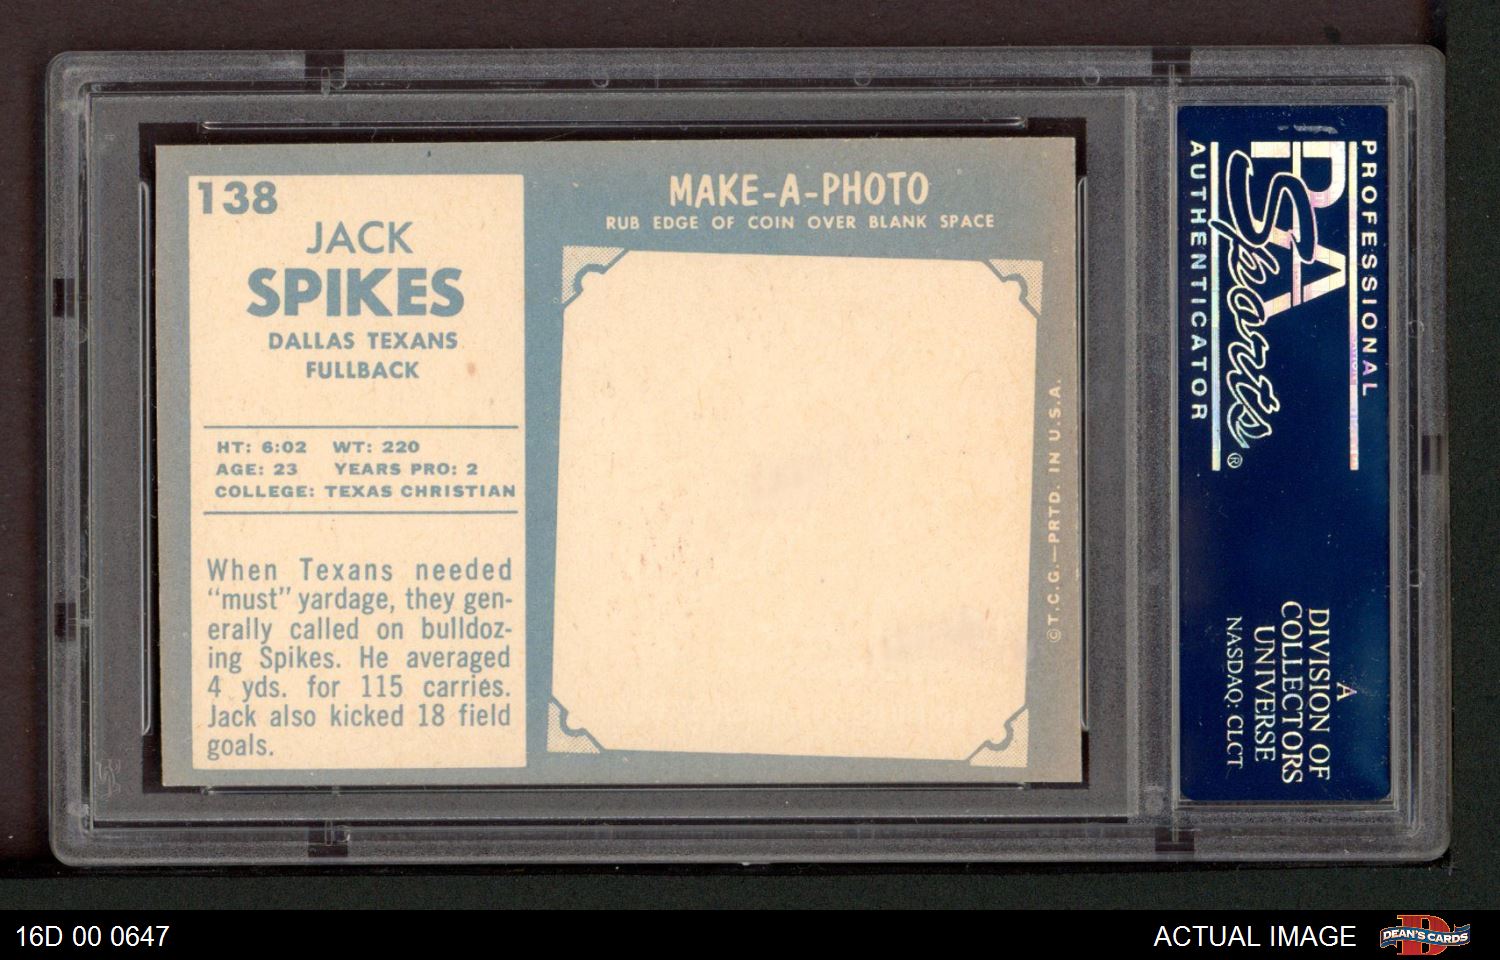 138
JACK
SPIKES
DALLAS TEXANS
FULLBACK
HT: 6:02 WT: 220
AGE: 23 YEARS PRO: 2
COLLEGE: TEXAS CHRISTIAN
When Texans needed
"must" yardage, they gen-
erally called on bulldoz-
ing Spikes. He averaged
4 yds. for 115 carries.
Jack also kicked 18 field
goals.
MAKE-A-PHOTO
RUB EDGE OF COIN OVER BLANK SPACE
©T.C.G.—PRTD. IN U.S.A.
PROFESSIONAL
PSA
Sports®
AUTHENTICATOR
A
DIVISION OF
COLLECTORS
UNIVERSE
NASDAQ: CLCT
16D 00 0647
ACTUAL IMAGE
DEAN'S CARDS